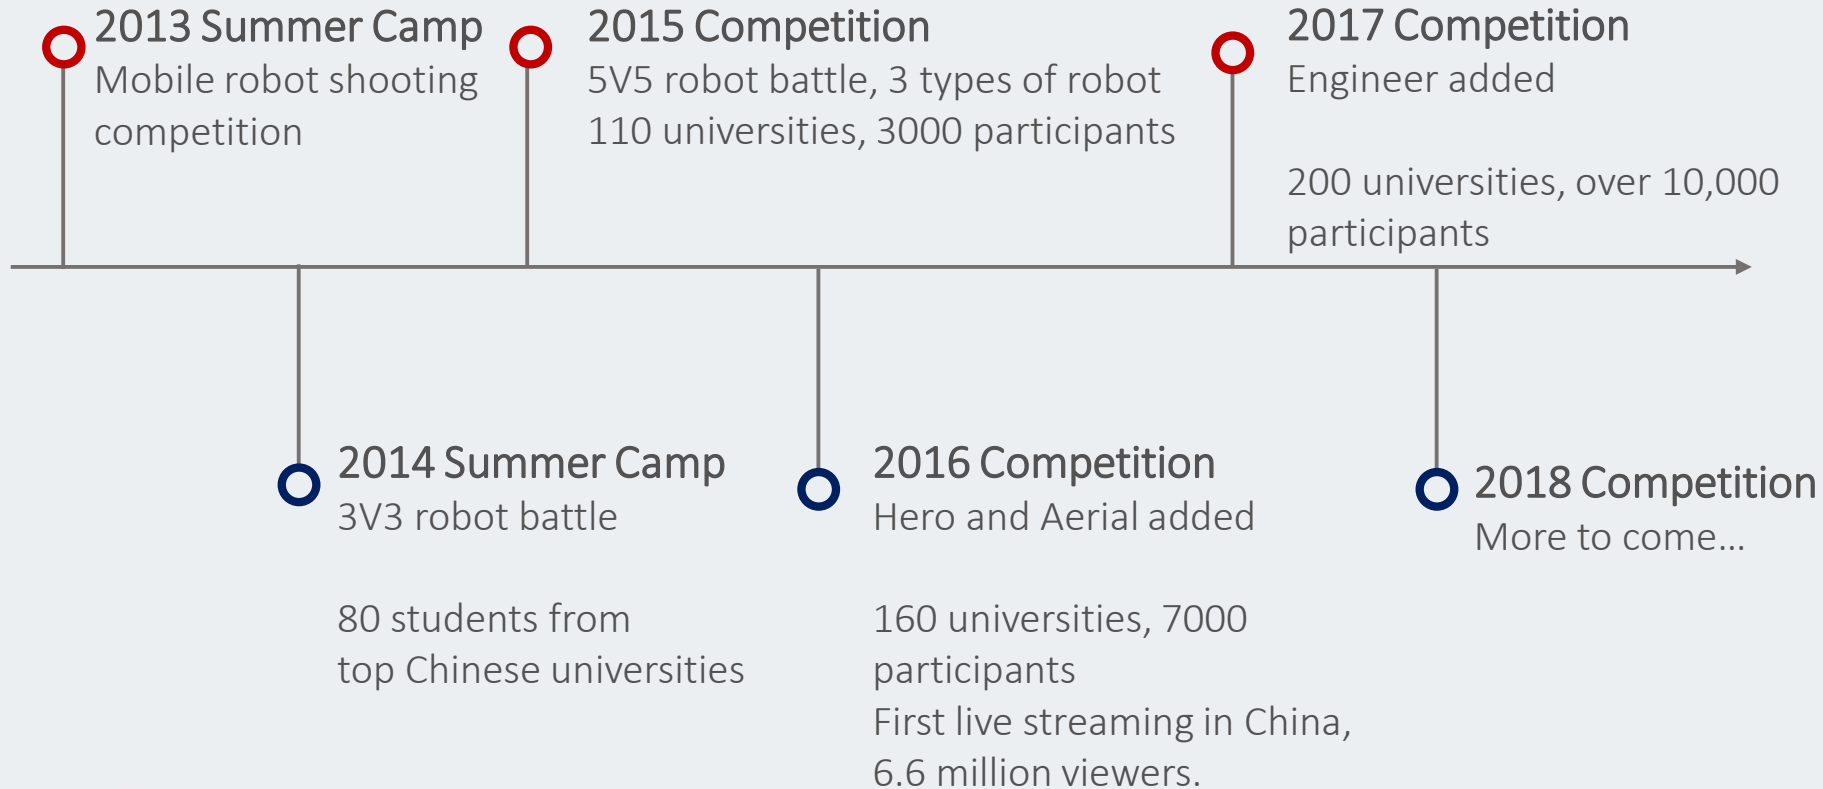 2013 Summer Camp
Mobile robot shooting
competition
2014 Summer Camp
3V3 robot battle
80 students from
top Chinese universities
2015 Competition
5V5 robot battle, 3 types of robot
110 universities, 3000 participants
2016 Competition
Hero and Aerial added
160 universities, 7000
participants
First live streaming in China,
6.6 million viewers.
2017 Competition
Engineer added
200 universities, over 10,000
participants
2018 Competition
More to come...